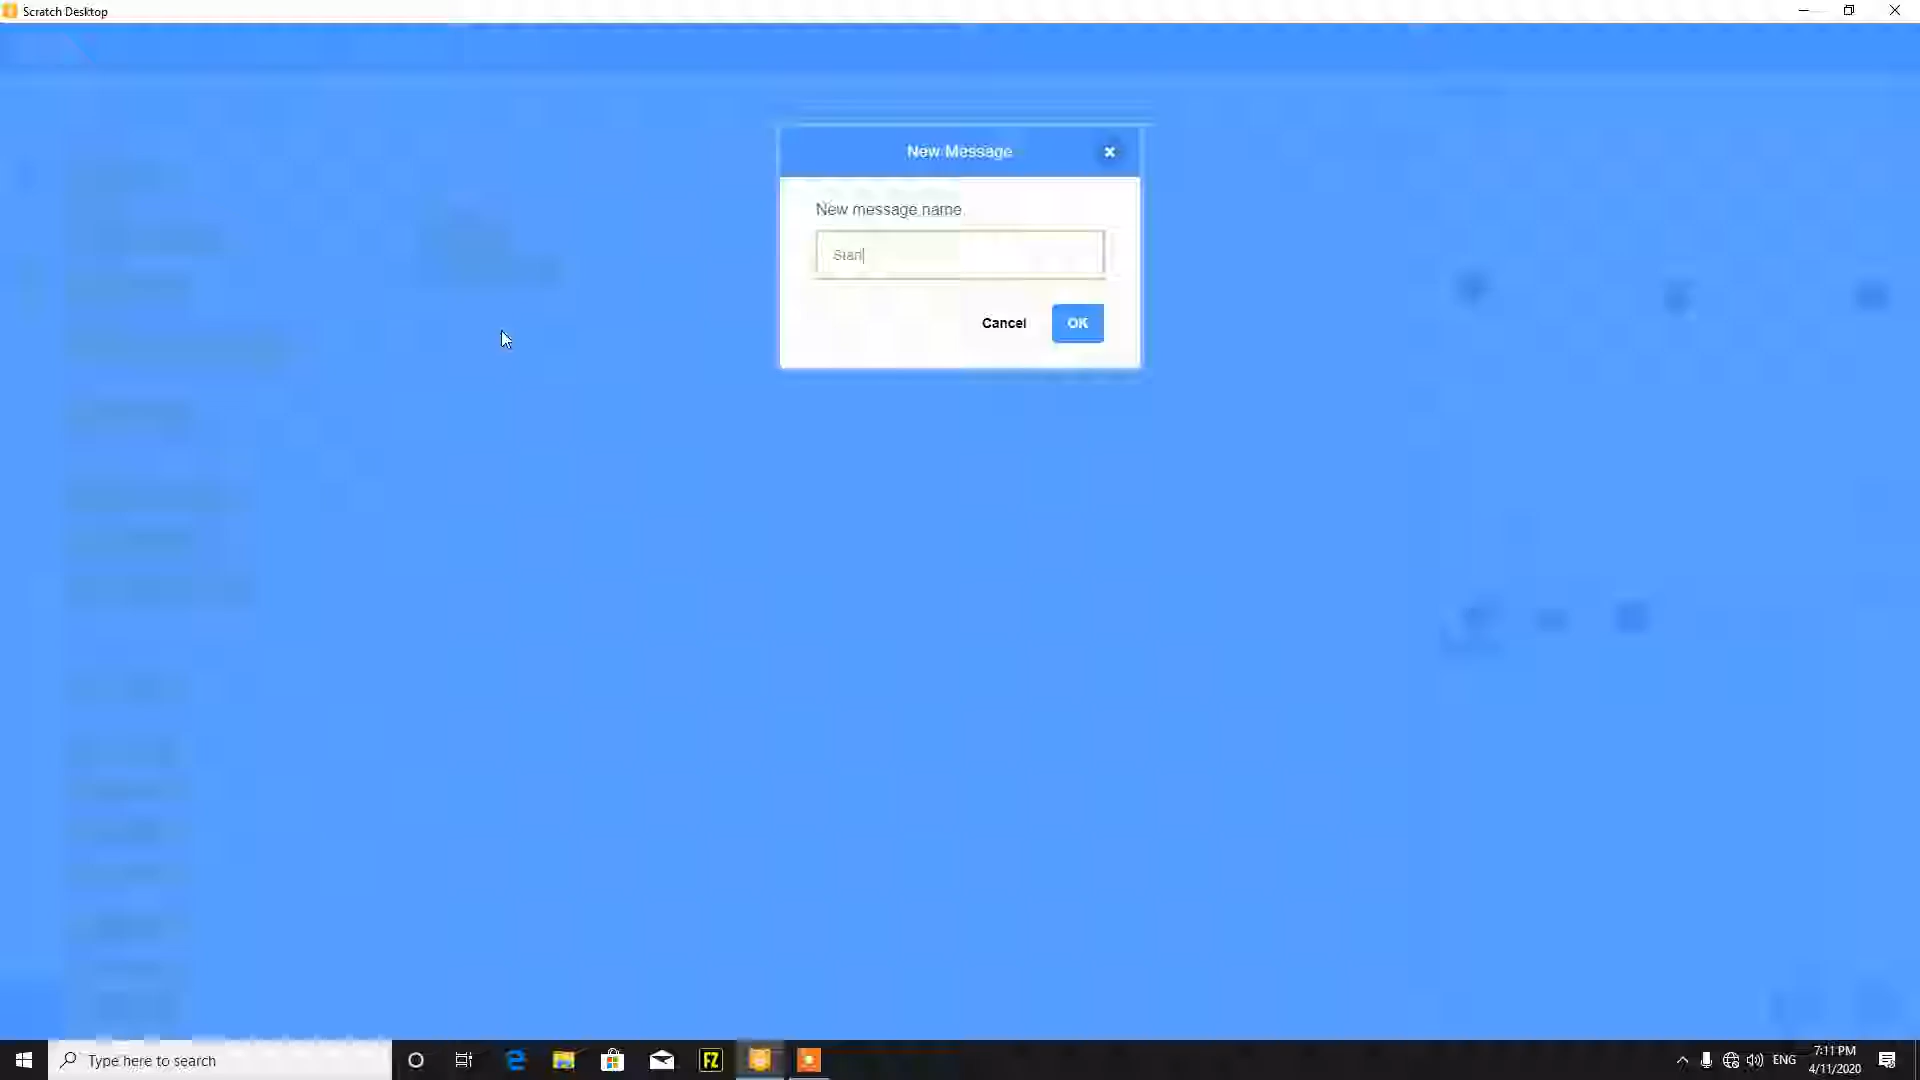 Scratch Desktop
New Message
New message name
Start
Cancel
OK
Type here to search
FZ
ENG
7:11 PM
4/11/2020